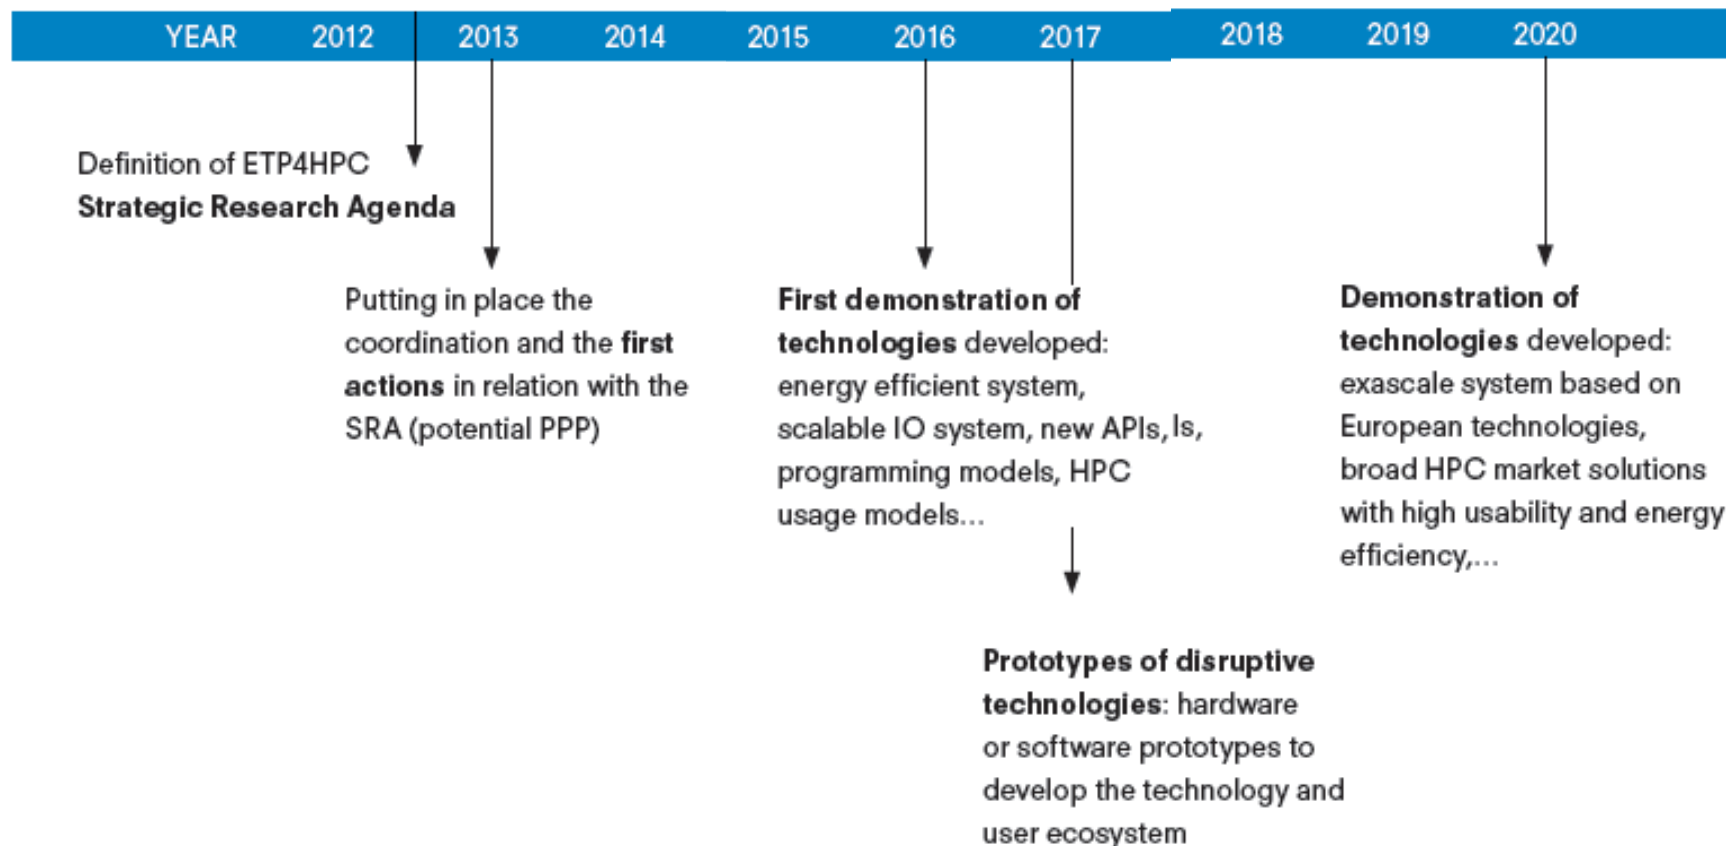 YEAR 2012 2013 2014 2015 2016 2017 2018 2019 2020
Definition of ETP4HPC
Strategic Research Agenda
Putting in place the
coordination and the first
actions in relation with the
SRA (potential PPP)
First demonstration of
technologies developed:
energy efficient system,
scalable IO system, new APIs, ls,
programming models, HPC
usage models...
Prototypes of disruptive
technologies: hardware
or software prototypes to
develop the technology and
user ecosystem
Demonstration of
technologies developed:
exascale system based on
European technologies,
broad HPC market solutions
with high usability and energy
efficiency,...